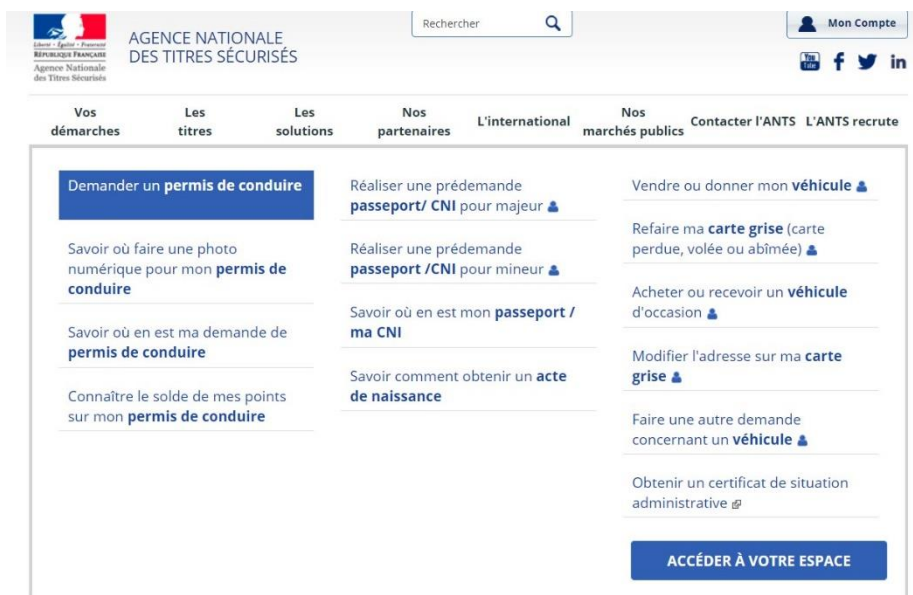 Liberté • Égalité • Fraternité
RÉPUBLIQUE FRANÇAISE
Agence Nationale
des Titres Sécurisés
AGENCE NATIONALE
DES TITRES SÉCURISÉS
Rechercher
Mon Compte
You
Tube
f
in
Vos
démarches
Les
titres
Les
solutions
Nos
partenaires
L'international
Nos
marchés publics
Contacter l'ANTS
L'ANTS recrute
Demander un permis de conduire
Savoir où faire une photo
numérique pour mon permis de
conduire
Savoir où en est ma demande de
permis de conduire
Connaître le solde de mes points
sur mon permis de conduire
Réaliser une prédemande
passeport/ CNI pour majeur
Réaliser une prédemande
passeport /CNI pour mineur
Savoir où en est mon passeport /
ma CNI
Savoir comment obtenir un acte
de naissance
Vendre ou donner mon véhicule
Refaire ma carte grise (carte
perdue, volée ou abîmée)
Acheter ou recevoir un véhicule
d'occasion
Modifier l'adresse sur ma carte
grise
Faire une autre demande
concernant un véhicule
Obtenir un certificat de situation
administrative
ACCÉDER À VOTRE ESPACE